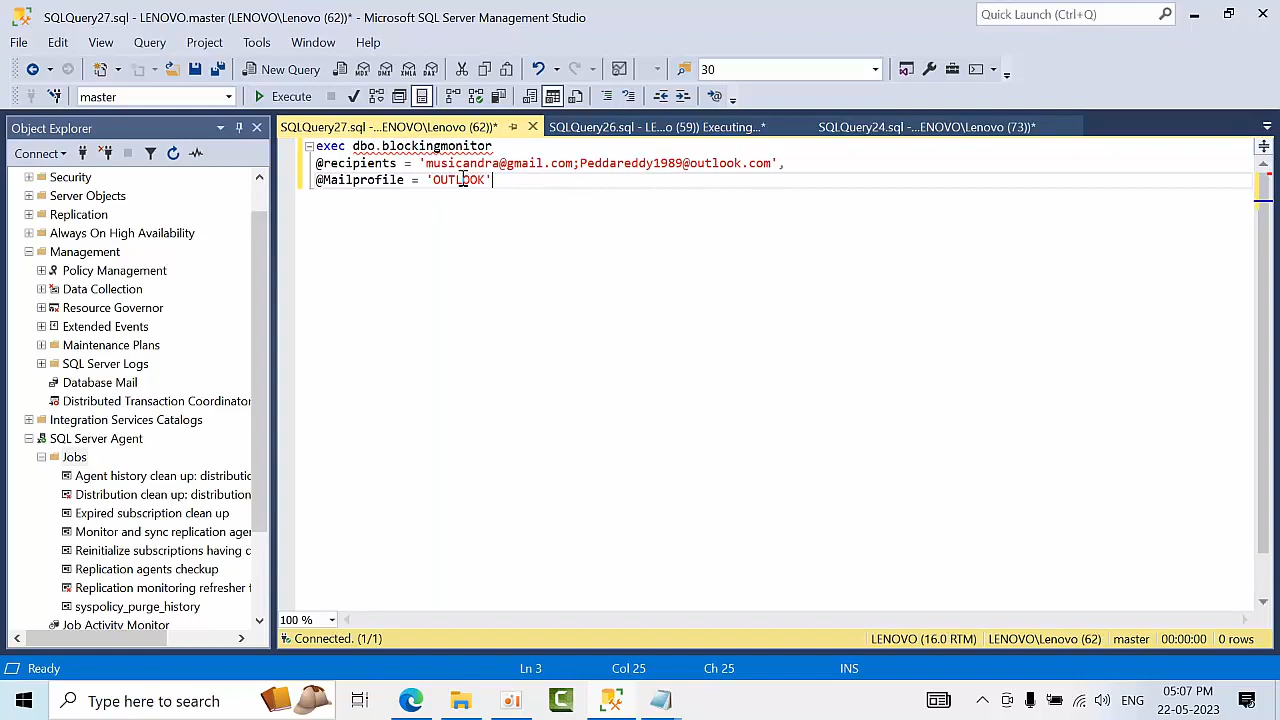 SQLQuery27.sql - LENOVO.master (LENOVO\Lenovo (62))* - Microsoft SQL Server Management Studio
Quick Launch (Ctrl+Q)
File Edit View Query Project Tools Window Help
New Query
30
master
Execute
Object Explorer
SQLQuery27.sql -...ENOVO\Lenovo (62))*
SQLQuery26.sql - LE...o (59)) Executing...*
SQLQuery24.sql -...ENOVO\Lenovo (73))*
Connect
Security
Server Objects
Replication
Always On High Availability
Management
Policy Management
Data Collection
Resource Governor
Extended Events
Maintenance Plans
SQL Server Logs
Database Mail
Distributed Transaction Coordinator
Integration Services Catalogs
SQL Server Agent
Jobs
Agent history clean up: distributio
Distribution clean up: distribution
Expired subscription clean up
Monitor and sync replication agen
Reinitialize subscriptions having d
Replication agents checkup
Replication monitoring refresher f
syspolicy_purge_history
Job Activity Monitor
exec dbo.blockingmonitor
@recipients = 'musicandra@gmail.com;Peddareddy1989@outlook.com',
@Mailprofile = 'OUTLOOK'
100 %
Connected. (1/1)
LENOVO (16.0 RTM)
LENOVO\Lenovo (62)
master
00:00:00
0 rows
Ready
Ln 3
Col 25
Ch 25
INS
Type here to search
ENG
05:07 PM
22-05-2023